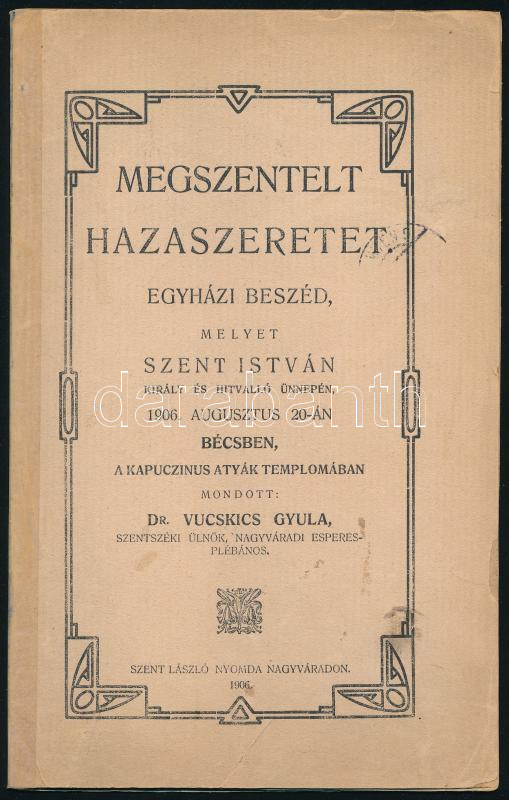 MEGSZENTELT
HAZASZERETET.
EGYHÁZI BESZÉD,
MELYET
SZENT ISTVÁN
KIRÁLY ÉS HITVALLÓ ÜNNEPÉN,
1906. AUGUSZTUS 20-ÁN
darabanth
BÉCSBEN,
A KAPUCZINUS ATYÁK TEMPLOMÁBAN
MONDOTT:
DR. VUCSKICS GYULA,
SZENTSZÉKI ÜLNÖK, NAGYVÁRADI ESPERES-
PLÉBÁNOS.
SZENT LÁSZLÓ NYOMDA NAGYVÁRADON.
1906.